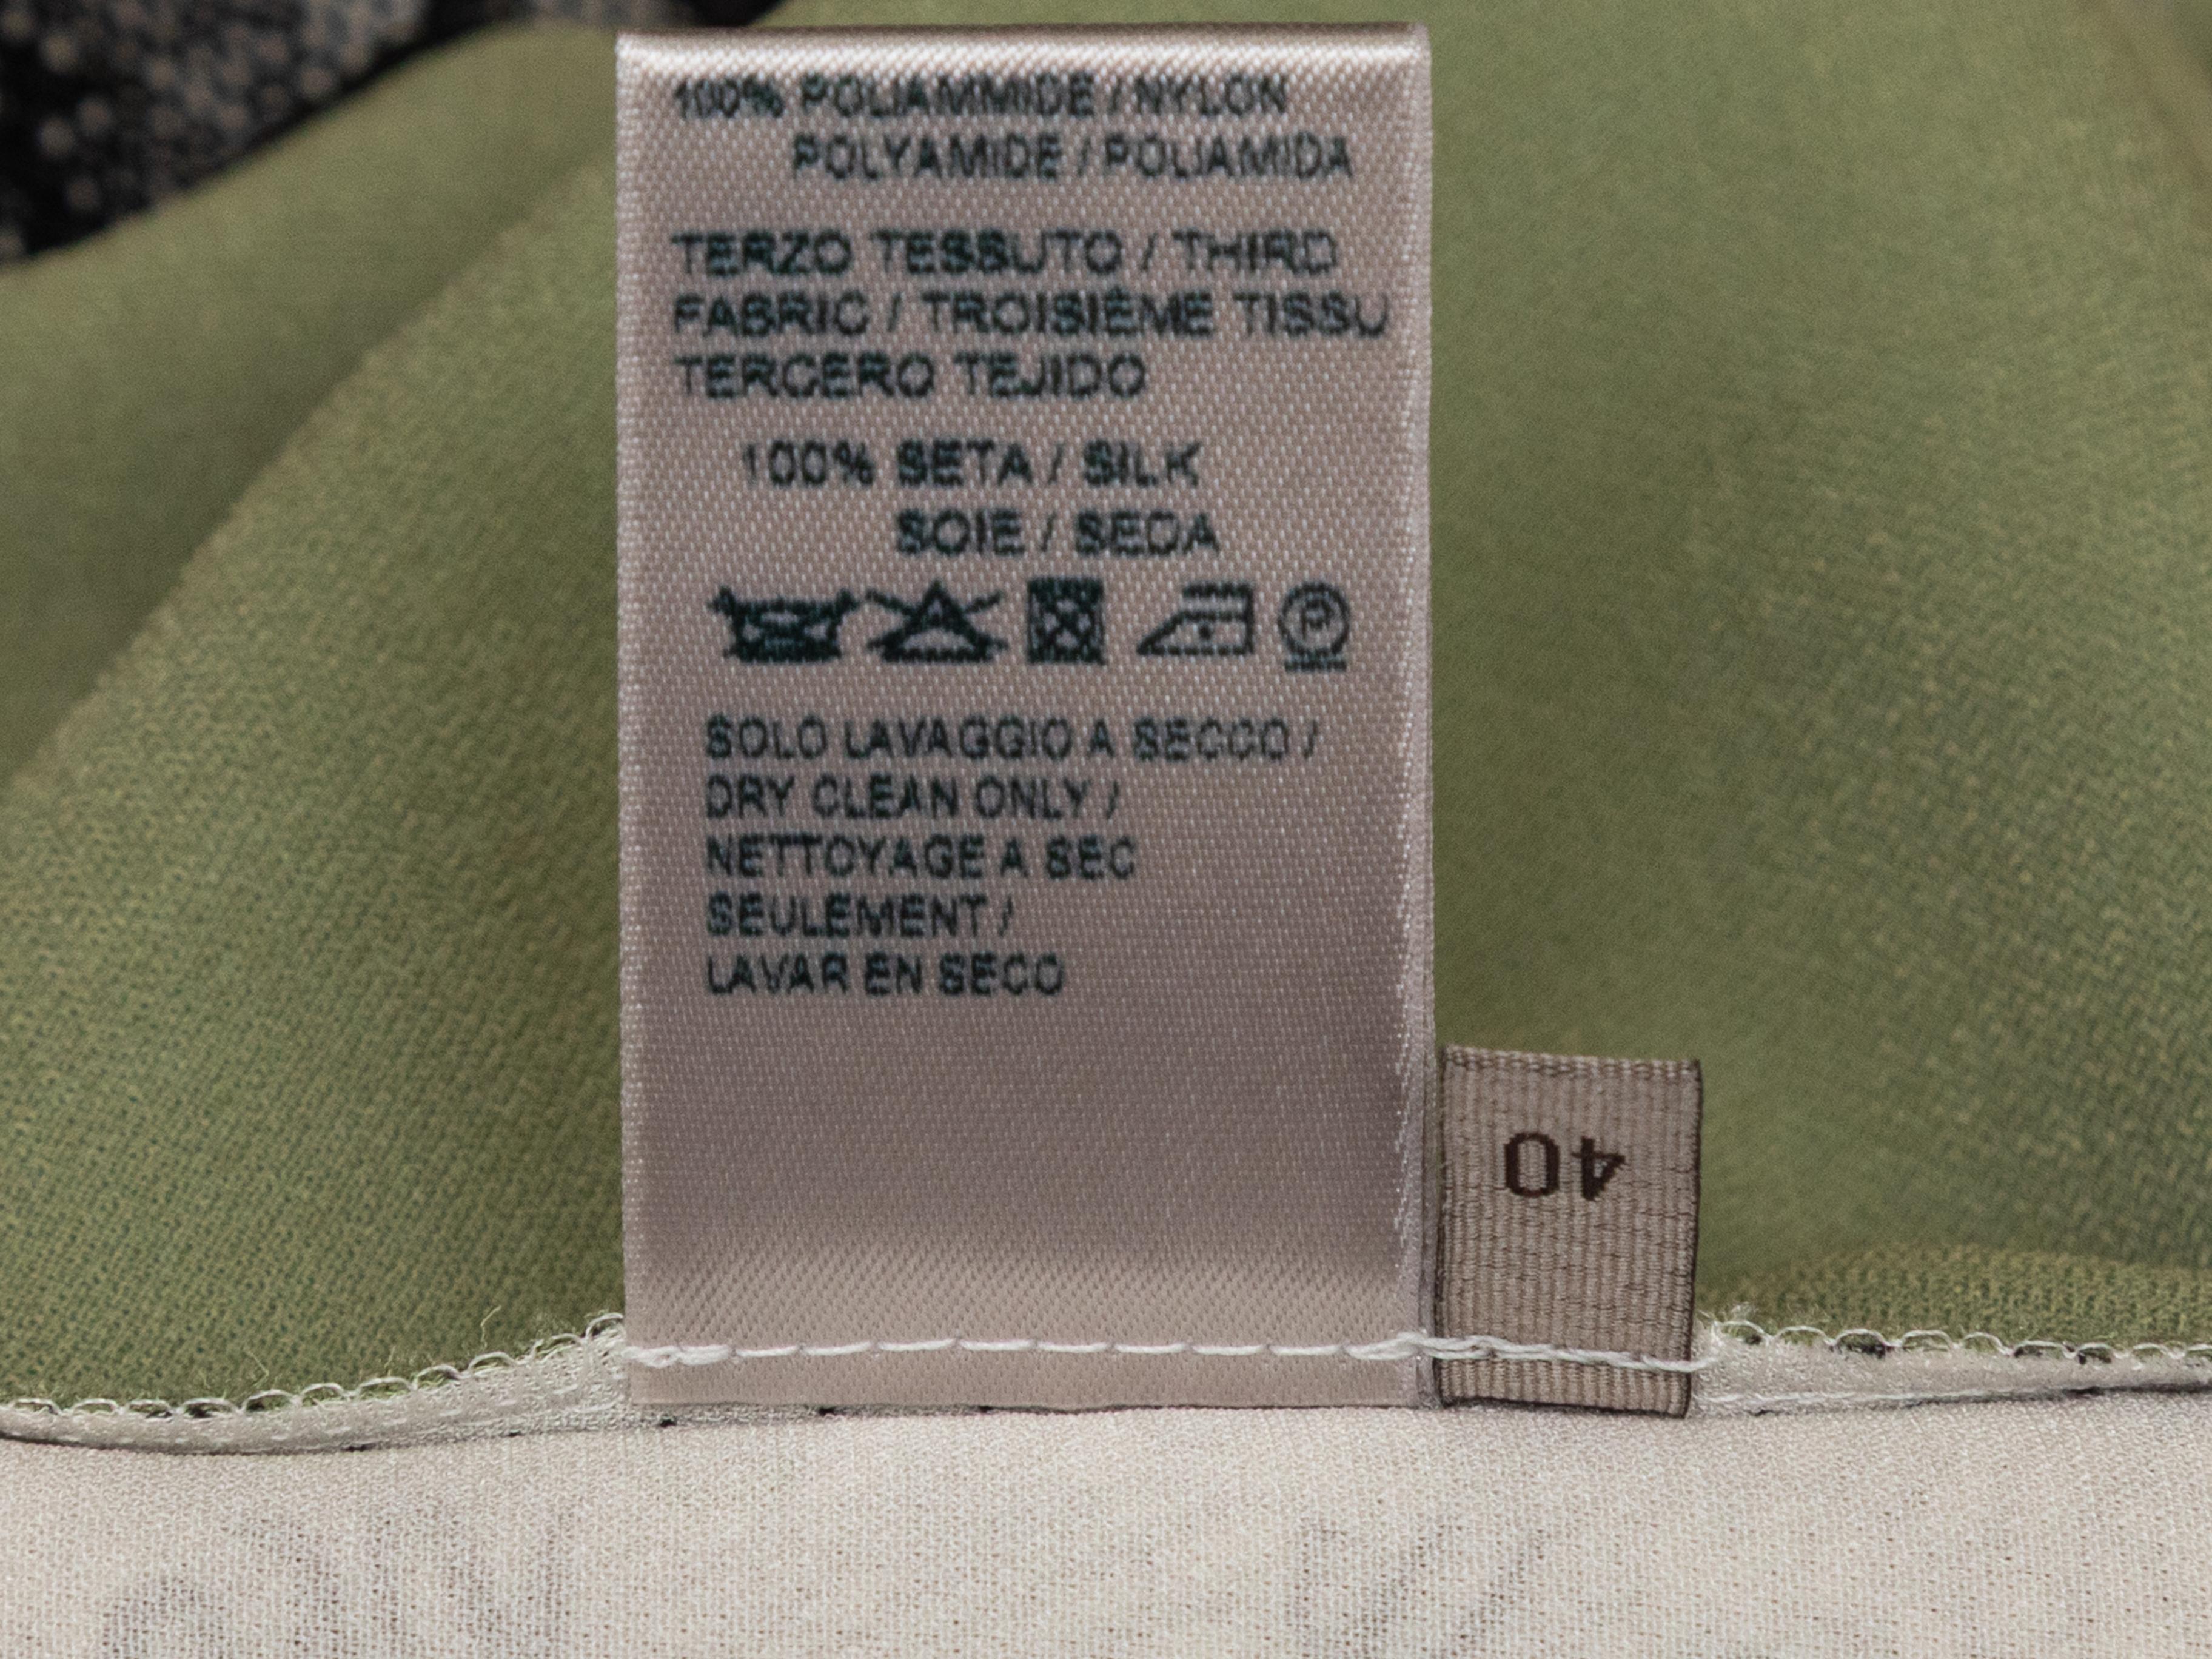 100% POLIAMMIDE / NYLON
POLYAMIDE / POLIAMIDA
TERZO TESSUTO / THIRD
FABRIC / TROISIÈME TISSU
TERCERO TEJIDO
100% SETA / SILK
SOIE / SEDA
P
SOLO LAVAGGIO A SECCO /
DRY CLEAN ONLY /
NETTOYAGE A SEC
SEULEMENT /
LAVAR EN SECO
40